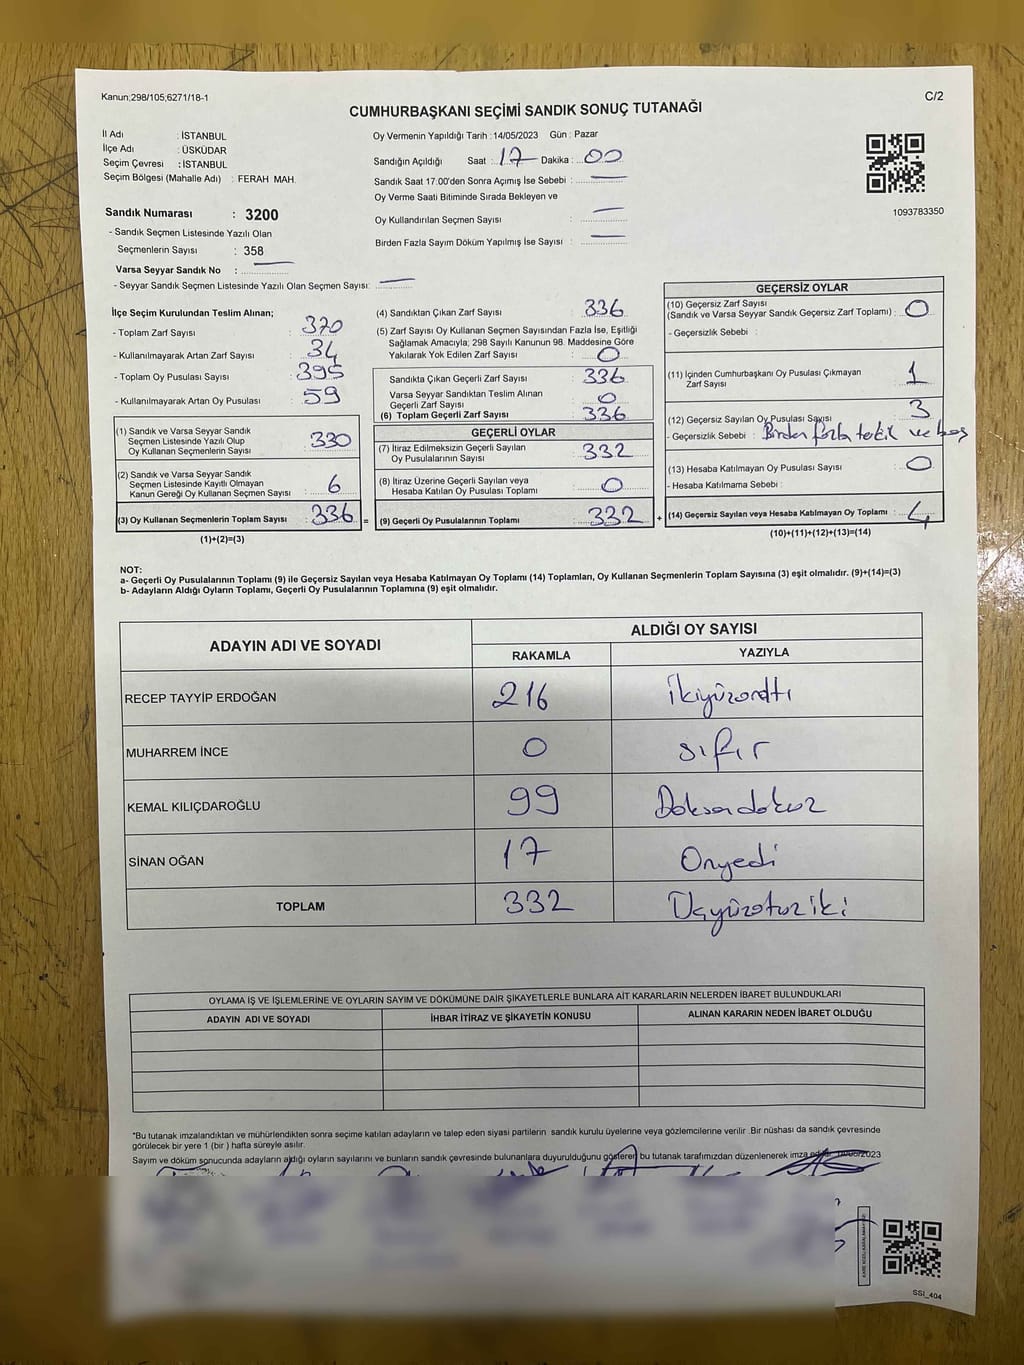 Kanun;298/105;6271/18-1
C/2
CUMHURBAŞKANI SEÇİMİ SANDIK SONUÇ TUTANAĞI
İl Adı : İSTANBUL
İlçe Adı : ÜSKÜDAR
Seçim Çevresi : İSTANBUL
Seçim Bölgesi (Mahalle Adı) : FERAH MAH.
Sandık Numarası : 3200
- Sandık Seçmen Listesinde Yazılı Olan
Seçmenlerin Sayısı : 358
Varsa Seyyar Sandık No :
- Seyyar Sandık Seçmen Listesinde Yazılı Olan Seçmen Sayısı:
Oy Vermenin Yapıldığı Tarih : 14/05/2023 Gün : Pazar
Sandığın Açıldığı Saat : 17 Dakika : 00
Sandık Saat 17:00'den Sonra Açılmış İse Sebebi :
Oy Verme Saati Bitiminde Sırada Bekleyen ve
Oy Kullandırılan Seçmen Sayısı :
Birden Fazla Sayım Döküm Yapılmış İse Sayısı :
1093783350
İlçe Seçim Kurulundan Teslim Alınan;
- Toplam Zarf Sayısı : 370
- Kullanılmayarak Artan Zarf Sayısı : 34
- Toplam Oy Pusulası Sayısı : 395
- Kullanılmayarak Artan Oy Pusulası : 59
(1) Sandık ve Varsa Seyyar Sandık
Seçmen Listesinde Yazılı Olup
Oy Kullanan Seçmenlerin Sayısı : 330
(2) Sandık ve Varsa Seyyar Sandık
Seçmen Listesinde Kayıtlı Olmayan
Kanun Gereği Oy Kullanan Seçmen Sayısı : 6
(3) Oy Kullanan Seçmenlerin Toplam Sayısı : 336 =
(1)+(2)=(3)
(4) Sandıktan Çıkan Zarf Sayısı : 336
(5) Zarf Sayısı Oy Kullanan Seçmen Sayısından Fazla İse, Eşitliği
Sağlamak Amacıyla; 298 Sayılı Kanunun 98. Maddesine Göre
Yakılarak Yok Edilen Zarf Sayısı : 0
Sandıkta Çıkan Geçerli Zarf Sayısı : 336
Varsa Seyyar Sandıktan Teslim Alınan
Geçerli Zarf Sayısı : 0
(6) Toplam Geçerli Zarf Sayısı : 336
GEÇERLİ OYLAR
(7) İtiraz Edilmeksizin Geçerli Sayılan
Oy Pusulalarının Sayısı : 332
(8) İtiraz Üzerine Geçerli Sayılan veya
Hesaba Katılan Oy Pusulası Toplamı : 0
(9) Geçerli Oy Pusulalarının Toplamı : 332 +
GEÇERSİZ OYLAR
(10) Geçersiz Zarf Sayısı
(Sandık ve Varsa Seyyar Sandık Geçersiz Zarf Toplamı) : 0
- Geçersizlik Sebebi :
(11) İçinden Cumhurbaşkanı Oy Pusulası Çıkmayan
Zarf Sayısı 1
(12) Geçersiz Sayılan Oy Pusulası Sayısı 3
- Geçersizlik Sebebi : Birden fazla tercih ve boş
(13) Hesaba Katılmayan Oy Pusulası Sayısı : 0
- Hesaba Katılmama Sebebi :
(14) Geçersiz Sayılan veya Hesaba Katılmayan Oy Toplamı : 4
(10)+(11)+(12)+(13)=(14)
NOT:
a- Geçerli Oy Pusulalarının Toplamı (9) ile Geçersiz Sayılan veya Hesaba Katılmayan Oy Toplamı (14) Toplamları, Oy Kullanan Seçmenlerin Toplam Sayısına (3) eşit olmalıdır. (9)+(14)=(3)
b- Adayların Aldığı Oyların Toplamı, Geçerli Oy Pusulalarının Toplamına (9) eşit olmalıdır.
ADAYIN ADI VE SOYADI ALDIĞI OY SAYISI
RAKAMLA YAZIYLA
RECEP TAYYİP ERDOĞAN 216 İkiyüzonaltı
MUHARREM İNCE 0 sıfır
KEMAL KILIÇDAROĞLU 99 Doksandokuz
SİNAN OĞAN 17 Onyedi
TOPLAM 332 Üçyüzotuziki
OYLAMA İŞ VE İŞLEMLERİNE VE OYLARIN SAYIM VE DÖKÜMÜNE DAİR ŞİKAYETLERLE BUNLARA AİT KARARLARIN NELERDEN İBARET BULUNDUKLARI
ADAYIN ADI VE SOYADI İHBAR İTİRAZ VE ŞİKAYETİN KONUSU ALINAN KARARIN NEDEN İBARET OLDUĞU
*Bu tutanak imzalandıktan ve mühürlendikten sonra seçime katılan adayların ve talep eden siyasi partilerin sandık kurulu üyelerine veya gözlemcilerine verilir .Bir nüshası da sandık çevresinde
görülecek bir yere 1 (bir ) hafta süreyle asılır.
Sayım ve döküm sonucunda adayların aldığı oyların sayılarını ve bunların sandık çevresinde bulunanlara duyurulduğunu gösteren bu tutanak tarafımızdan düzenlenerek imza
SSI_404